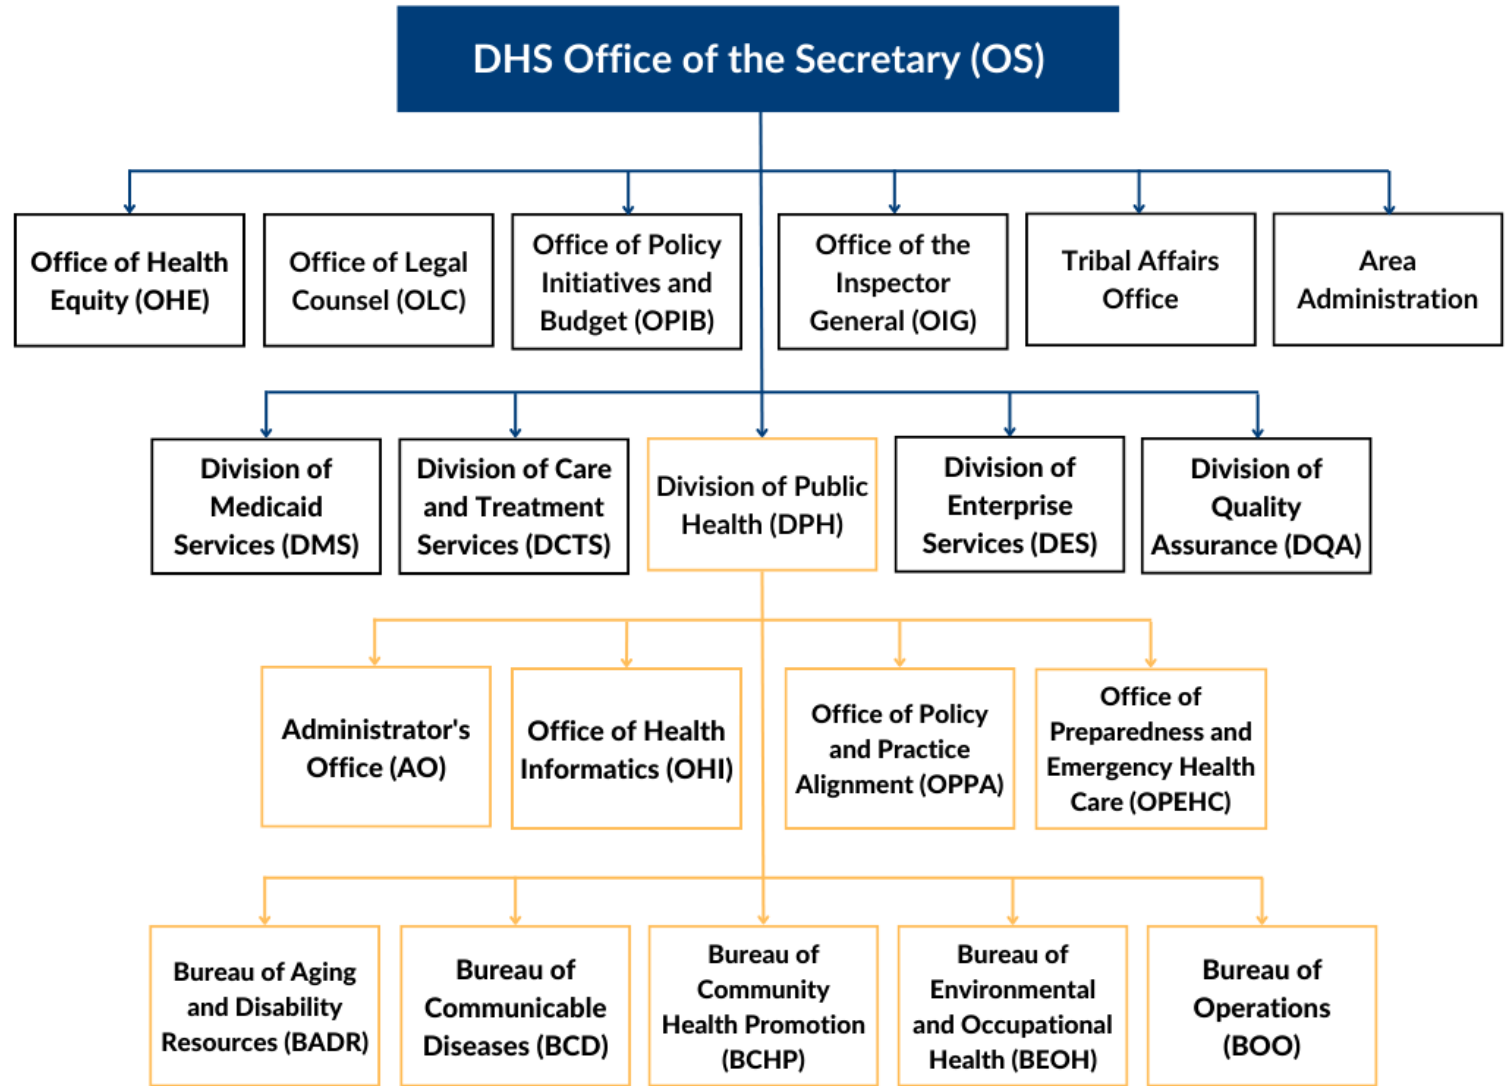 DHS Office of the Secretary (OS)
Office of Health
Equity (OHE)
Office of Legal
Counsel (OLC)
Office of Policy
Initiatives and
Budget (OPIB)
Office of the
Inspector
General (OIG)
Tribal Affairs
Office
Area
Administration
Division of
Medicaid
Services (DMS)
Division of Care
and Treatment
Services (DCTS)
Division of Public
Health (DPH)
Division of
Enterprise
Services (DES)
Division of
Quality
Assurance (DQA)
Administrator's
Office (AO)
Office of Health
Informatics (OHI)
Office of Policy
and Practice
Alignment (OPPA)
Office of
Preparedness and
Emergency Health
Care (OPEHC)
Bureau of Aging
and Disability
Resources (BADR)
Bureau of
Communicable
Diseases (BCD)
Bureau of
Community
Health Promotion
(BCHP)
Bureau of
Environmental
and Occupational
Health (BEOH)
Bureau of
Operations
(BOO)